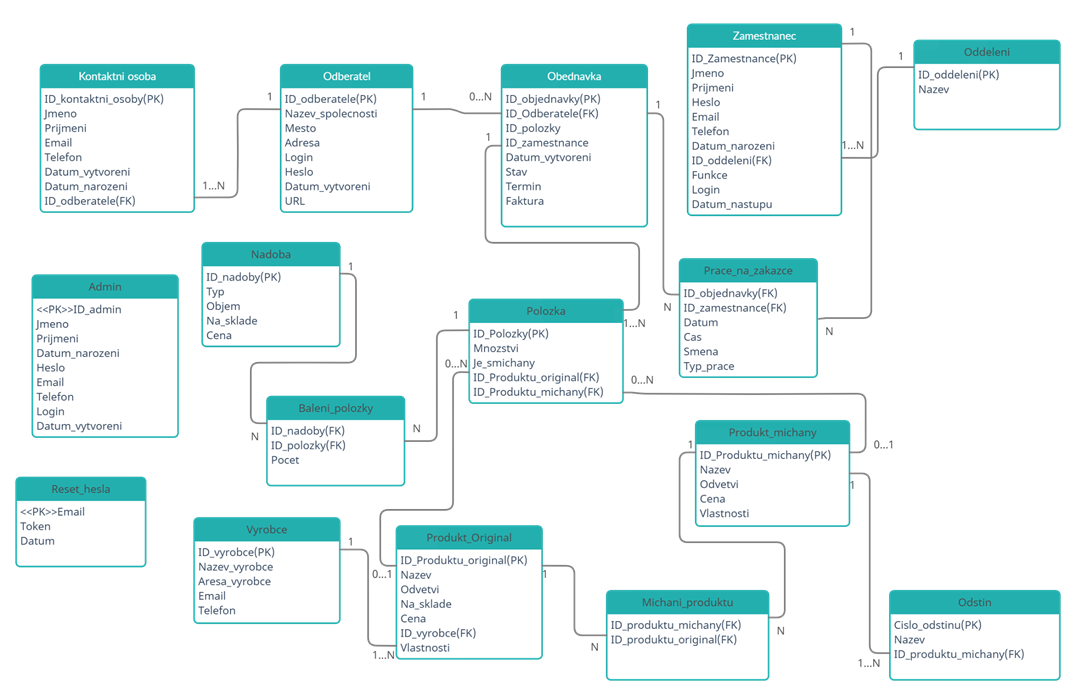 Kontaktni osoba
ID_kontaktni_osoby(PK)
Jmeno
Prijmeni
Email
Telefon
Datum_vytvoreni
Datum_narozeni
ID_odberatele(FK)
1...N
1
Odberatel
ID_odberatele(PK)
Nazev_spolecnosti
Mesto
Adresa
Login
Heslo
Datum_vytvoreni
URL
1
0...N
Obednavka
ID_objednavky(PK)
ID_Odberatele(FK)
ID_polozky
ID_zamestnance
Datum_vytvoreni
Stav
Termin
Faktura
1
1
Zamestnanec
ID_Zamestnance(PK)
Jmeno
Prijmeni
Heslo
Email
Telefon
Datum_narozeni
ID_oddeleni(FK)
Funkce
Login
Datum_nastupu
1
1...N
1
Oddeleni
ID_oddeleni(PK)
Nazev
Nadoba
ID_nadoby(PK)
Typ
Objem
Na_sklade
Cena
1
Admin
<<PK>>ID_admin
Jmeno
Prijmeni
Datum_narozeni
Heslo
Email
Telefon
Login
Datum_vytvoreni
Prace_na_zakazce
ID_objednavky(FK)
ID_zamestnance(FK)
Datum
Cas
Smena
Typ_prace
N
N
Polozka
ID_Polozky(PK)
Mnozstvi
Je_smichany
ID_Produktu_original(FK)
ID_Produktu_michany(FK)
1
1...N
0...N
0...N
Baleni_polozky
ID_nadoby(FK)
ID_polozky(FK)
Pocet
N
N
Produkt_michany
ID_Produktu_michany(PK)
Nazev
Odvetvi
Cena
Vlastnosti
1
0...1
1
Reset_hesla
<<PK>>Email
Token
Datum
Vyrobce
ID_vyrobce(PK)
Nazev_vyrobce
Aresa_vyrobce
Email
Telefon
1
Produkt_Original
ID_Produktu_original(PK)
Nazev
Odvetvi
Na_sklade
Cena
ID_vyrobce(FK)
Vlastnosti
0...1
1...N
1
Michani_produktu
ID_produktu_michany(FK)
ID_produktu_original(FK)
N
N
Odstin
Cislo_odstinu(PK)
Nazev
ID_produktu_michany(FK)
1...N